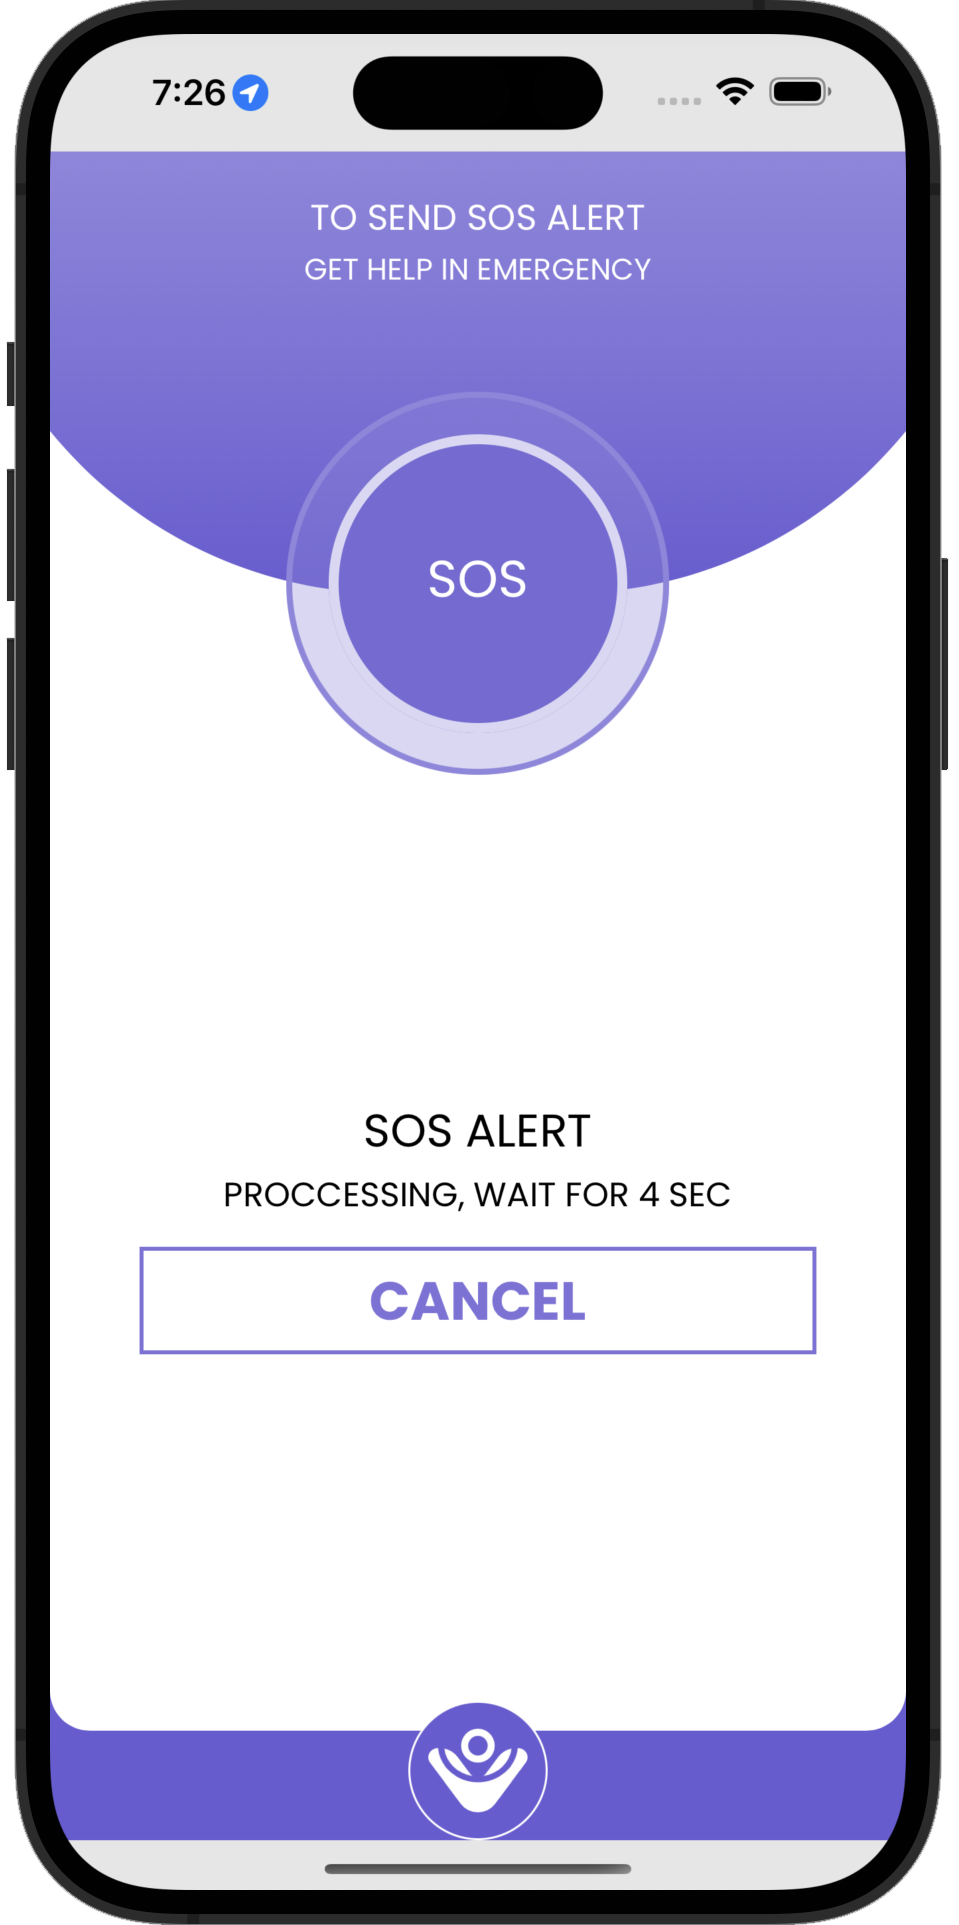 7:26
TO SEND SOS ALERT
GET HELP IN EMERGENCY
SOS
SOS ALERT
PROCCESSING, WAIT FOR 4 SEC
CANCEL